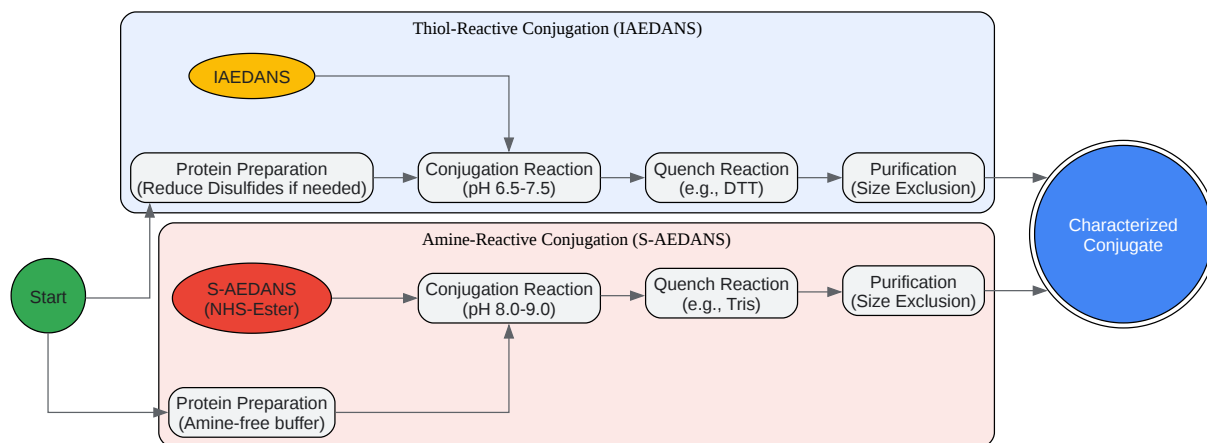 Thiol-Reactive Conjugation (IAEDANS)
IAEDANS
Protein Preparation
(Reduce Disulfides if needed)
Conjugation Reaction
(pH 6.5-7.5)
Quench Reaction
(e.g., DTT)
Purification
(Size Exclusion)
Characterized
Conjugate
Amine-Reactive Conjugation (S-AEDANS)
Start
S-AEDANS
(NHS-Ester)
Conjugation Reaction
(pH 8.0-9.0)
Quench Reaction
(e.g., Tris)
Purification
(Size Exclusion)
Protein Preparation
(Amine-free buffer)